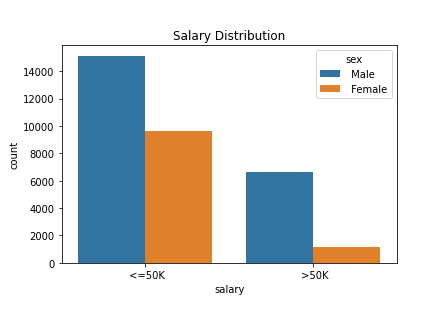 Salary Distribution
sex
Male
Female
14000
12000
10000
8000
6000
4000
2000
0
count
<=50K >50K
salary